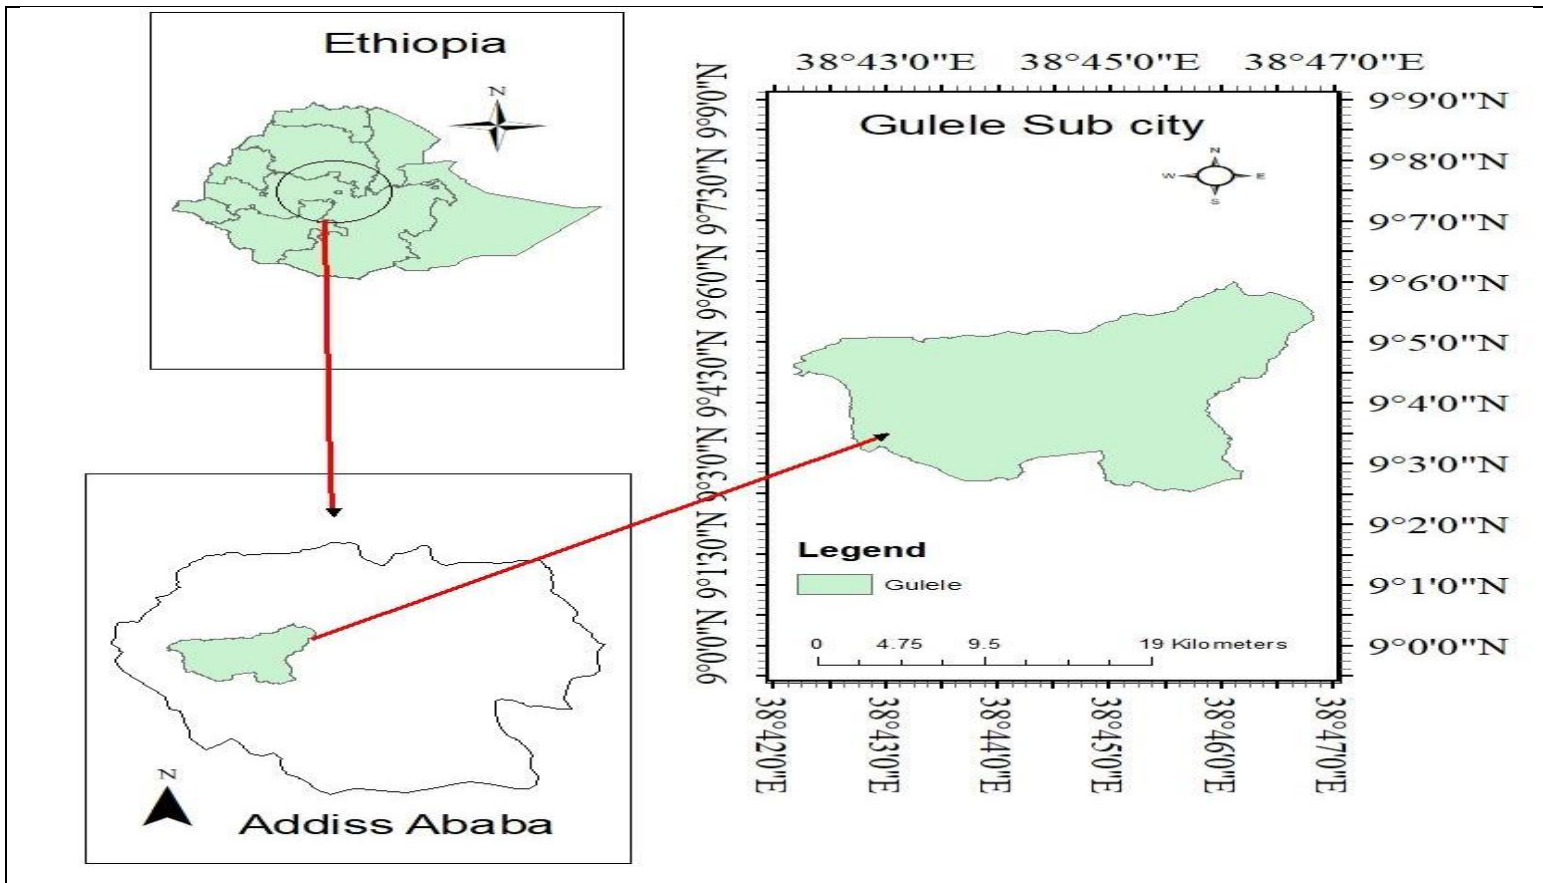 Ethiopia
N
Addiss Ababa
N
38°43'0"E 38°45'0"E 38°47'0"E
Gulele Sub city
N
W E
S
9°0'0"N 9°1'30"N 9°3'0"N 9°4'30"N 9°6'0"N 9°7'30"N 9°9'0"N
9°9'0"N
9°8'0"N
9°7'0"N
9°6'0"N
9°5'0"N
9°4'0"N
9°3'0"N
9°2'0"N
9°1'0"N
9°0'0"N
Legend
Gulele
0 4.75 9.5 19 Kilometers
38°42'0"E 38°43'0"E 38°44'0"E 38°45'0"E 38°46'0"E 38°47'0"E